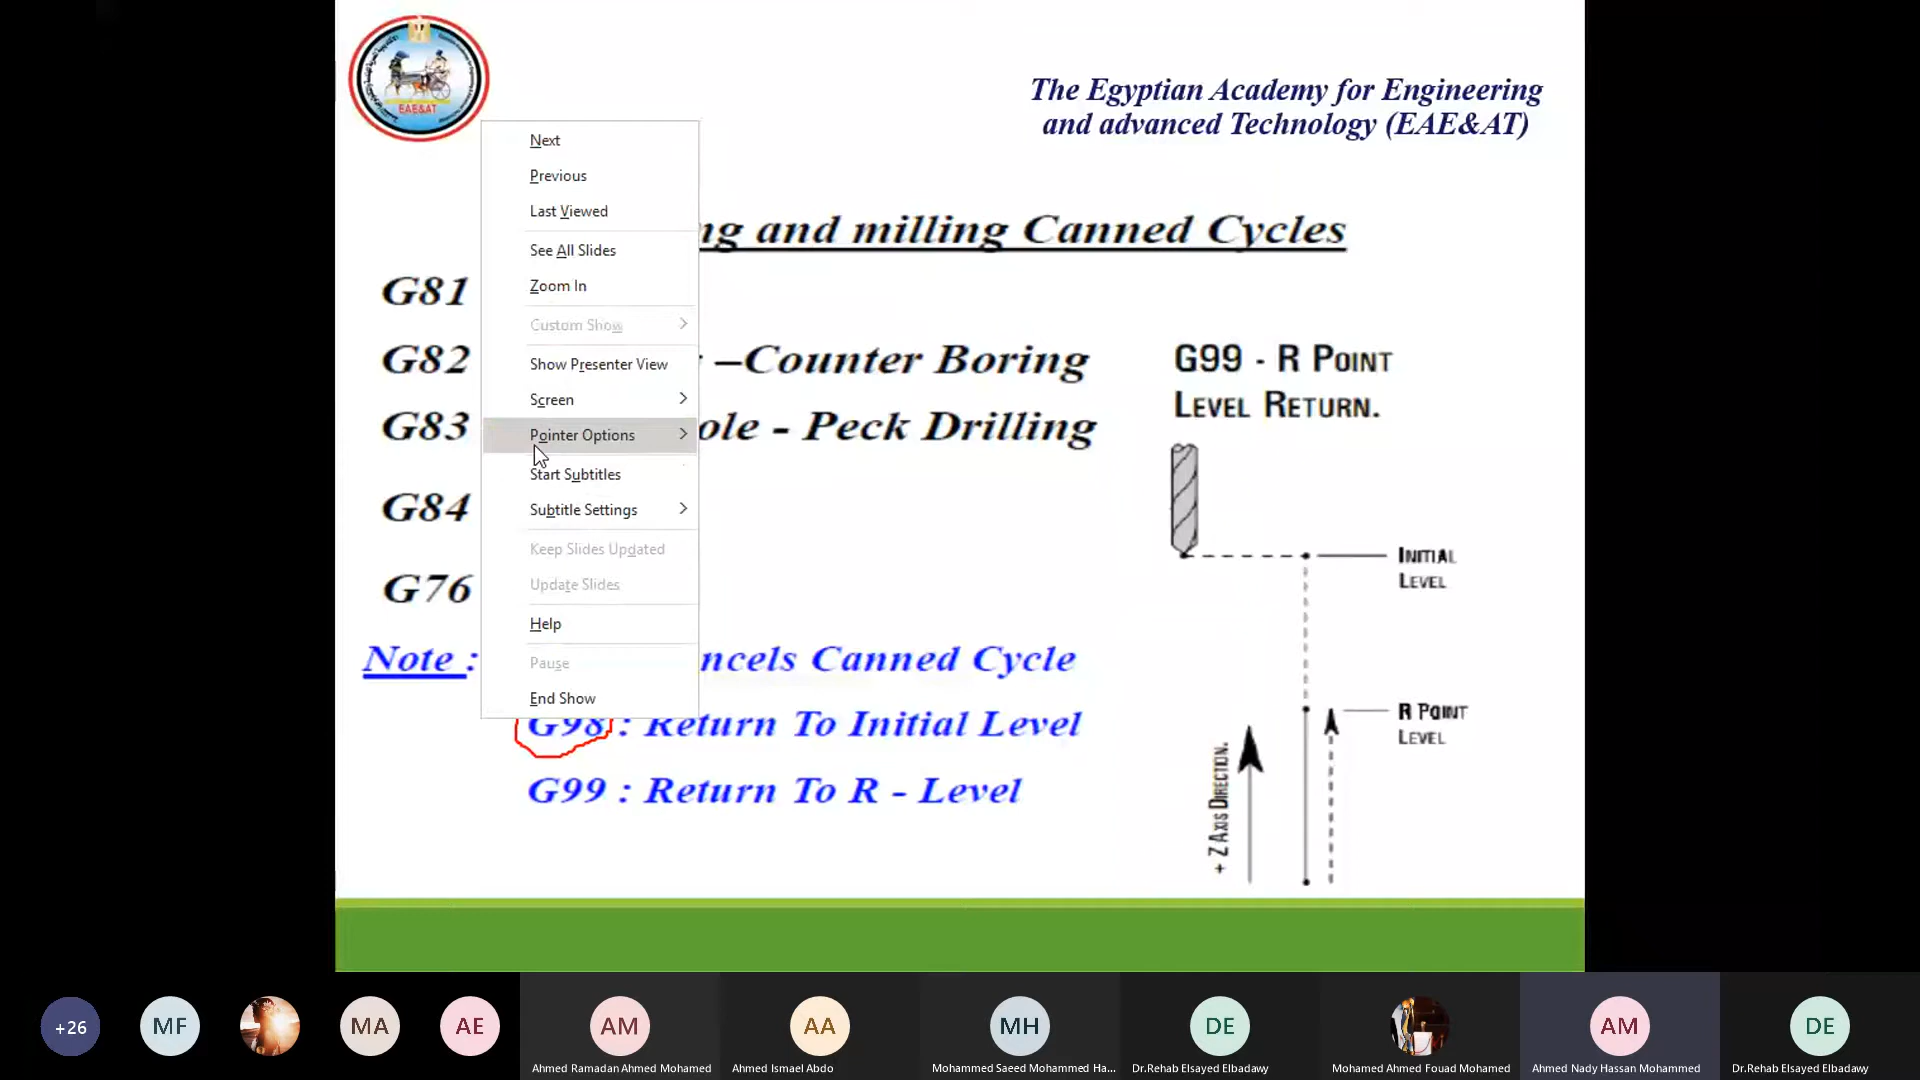 EAE&AT
The Egyptian Academy for Engineering
and advanced Technology (EAE&AT)
Next
Previous
Last Viewed
See All Slides
Zoom In
Custom Show
Show Presenter View
Screen
Pointer Options
Start Subtitles
Subtitle Settings
Keep Slides Updated
Update Slides
Help
Pause
End Show
ng and milling Canned Cycles
G81
G82 –Counter Boring
G83 ole - Peck Drilling
G84
G76
Note : ncels Canned Cycle
G98 : Return To Initial Level
G99 : Return To R - Level
G99 - R POINT
LEVEL RETURN.
INITIAL
LEVEL
R POINT
LEVEL
+ Z AXIS DIRECTION.
+26
MF
MA
AE
AM
AA
MH
DE
AM
DE
Ahmed Ramadan Ahmed Mohamed
Ahmed Ismael Abdo
Mohammed Saeed Mohammed Ha...
Dr.Rehab Elsayed Elbadawy
Mohamed Ahmed Fouad Mohamed
Ahmed Nady Hassan Mohammed
Dr.Rehab Elsayed Elbadawy